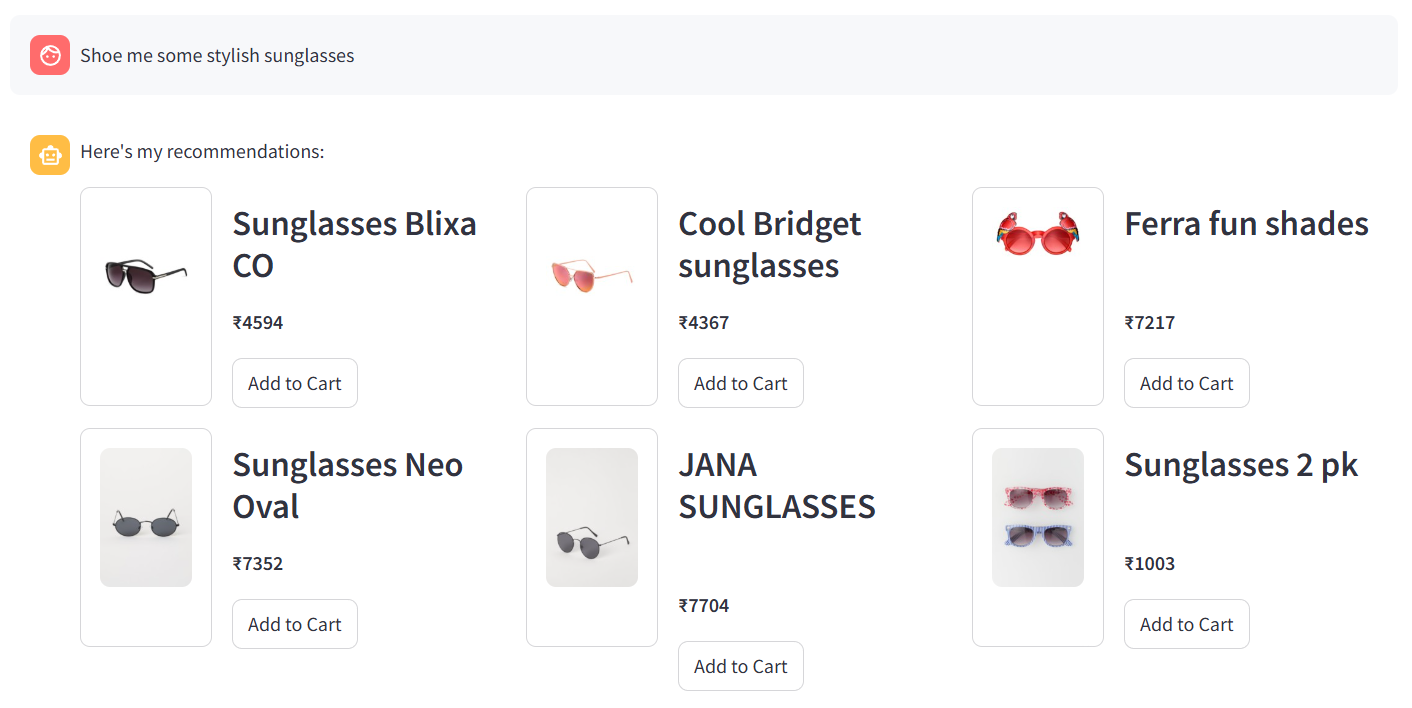 Shoe me some stylish sunglasses
Here's my recommendations:
Sunglasses Blixa
CO
₹4594
Add to Cart
Cool Bridget
sunglasses
₹4367
Add to Cart
Ferra fun shades
₹7217
Add to Cart
Sunglasses Neo
Oval
₹7352
Add to Cart
JANA
SUNGLASSES
₹7704
Add to Cart
Sunglasses 2 pk
₹1003
Add to Cart